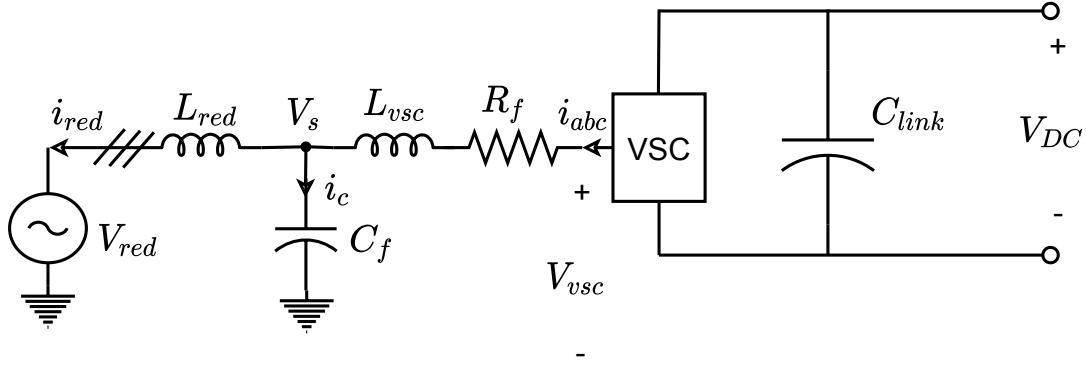 i_red
L_red
V_s
L_vsc
R_f
i_abc
VSC
C_link
+
V_DC
-
i_c
+
V_red
C_f
V_vsc
-